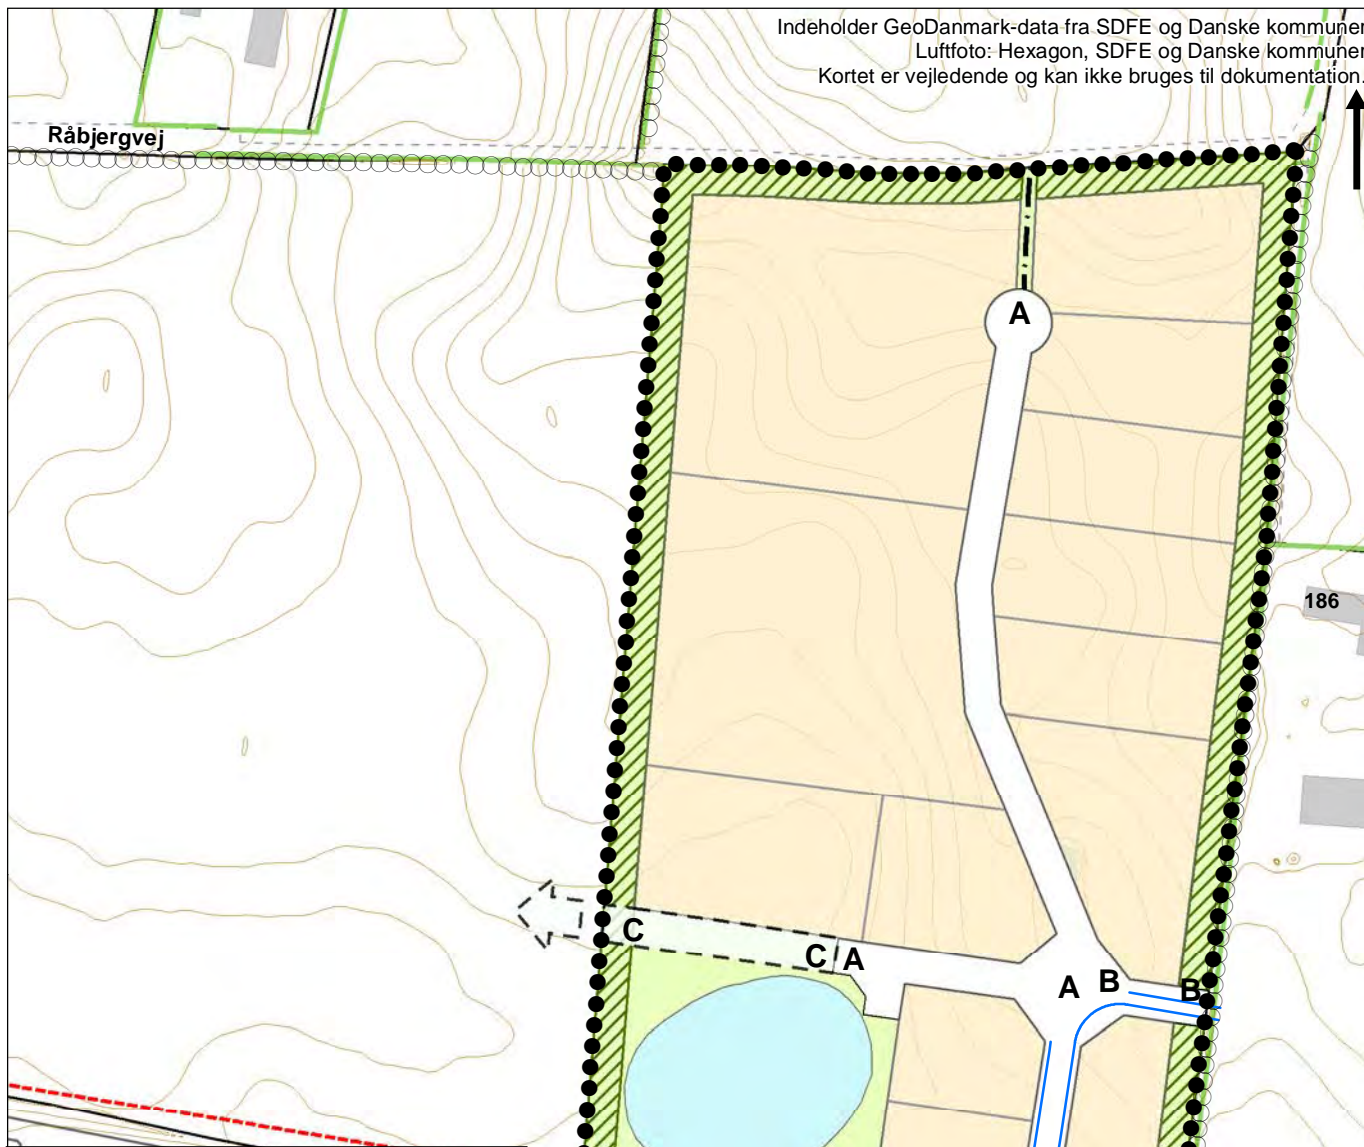 Indeholder GeoDanmark-data fra SDFE og Danske kommuner
Luftfoto: Hexagon, SDFE og Danske kommuner
Kortet er vejledende og kan ikke bruges til dokumentation.
Råbjergvej
A
186
C
C A
A B
B